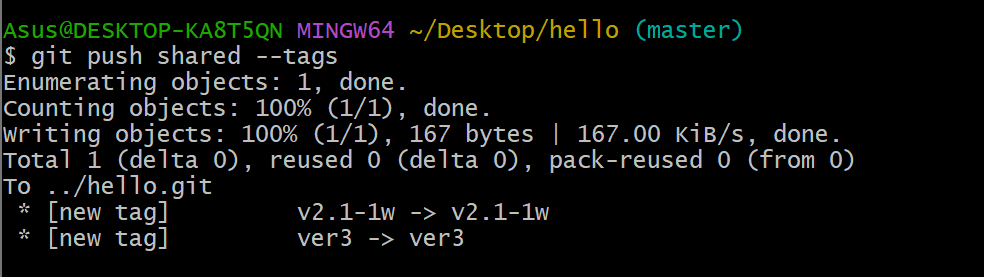 Asus@DESKTOP-KA8T5QN MINGW64 ~/Desktop/hello (master)
$ git push shared --tags
Enumerating objects: 1, done.
Counting objects: 100% (1/1), done.
Writing objects: 100% (1/1), 167 bytes | 167.00 KiB/s, done.
Total 1 (delta 0), reused 0 (delta 0), pack-reused 0 (from 0)
To ../hello.git
 * [new tag]         v2.1-1w -> v2.1-1w
 * [new tag]         ver3 -> ver3